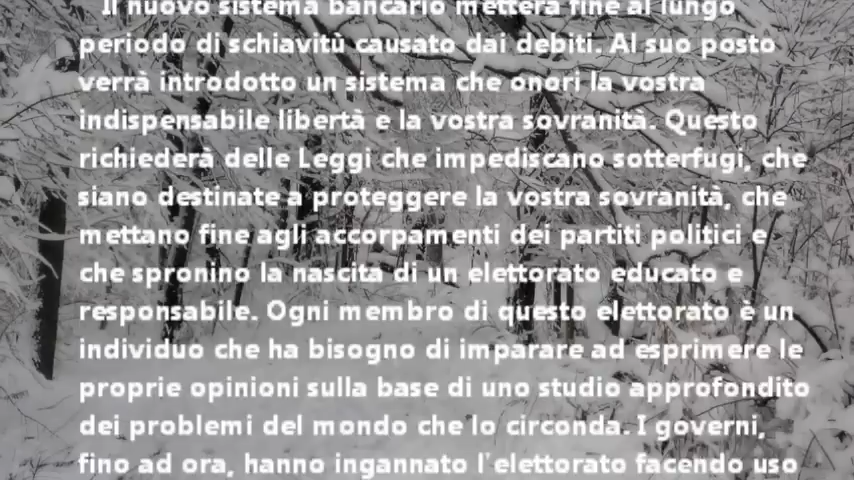 Il nuovo sistema bancario metterà fine al lungo
periodo di schiavitù causato dai debiti. Al suo posto
verrà introdotto un sistema che onori la vostra
indispensabile libertà e la vostra sovranità. Questo
richiederà delle Leggi che impediscano sotterfugi, che
siano destinate a proteggere la vostra sovranità, che
mettano fine agli accorpamenti dei partiti politici e
che spronino la nascita di un elettorato educato e
responsabile. Ogni membro di questo elettorato è un
individuo che ha bisogno di imparare ad esprimere le
proprie opinioni sulla base di uno studio approfondito
dei problemi del mondo che lo circonda. I governi,
fino ad ora, hanno ingannato l'elettorato facendo uso